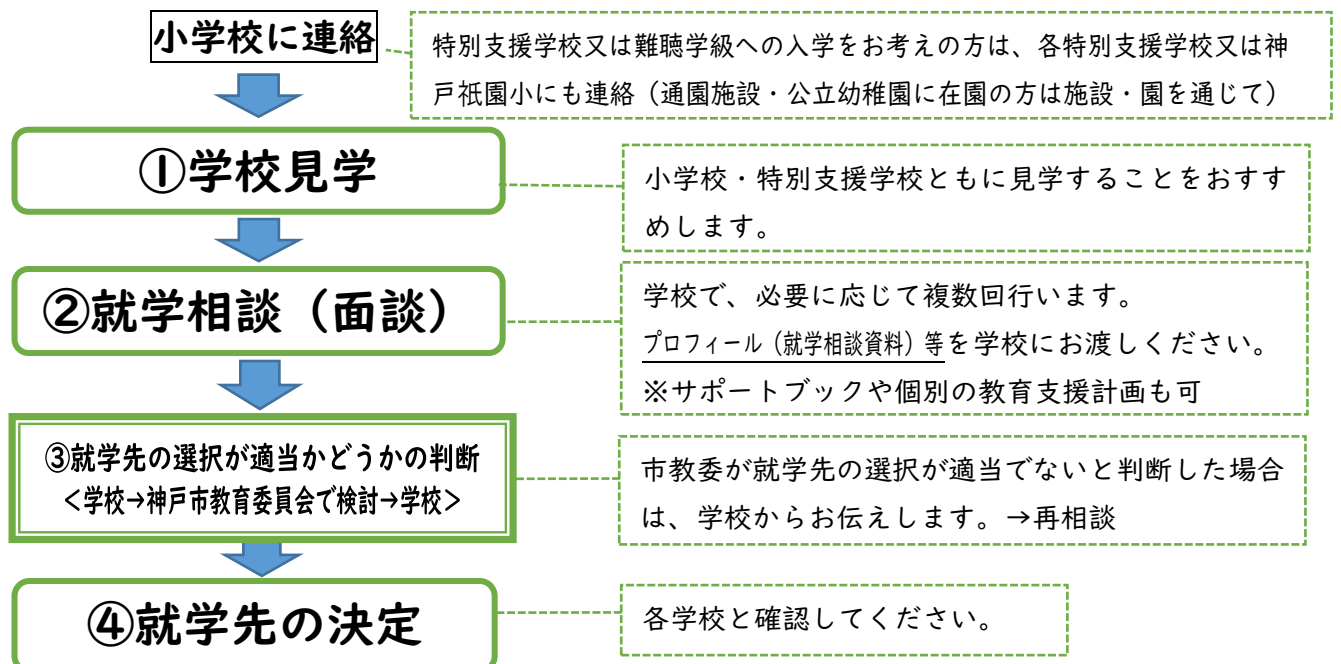 小学校に連絡
特別支援学校又は難聴学級への入学をお考えの方は、各特別支援学校又は神
戸祇園小にも連絡（通園施設・公立幼稚園に在園の方は施設・園を通じて）
①学校見学
小学校・特別支援学校ともに見学することをおすす
めします。
②就学相談（面談）
学校で、必要に応じて複数回行います。
プロフィール（就学相談資料）等を学校にお渡しください。
※サポートブックや個別の教育支援計画も可
③就学先の選択が適当かどうかの判断
＜学校→神戸市教育委員会で検討→学校＞
市教委が就学先の選択が適当でないと判断した場合
は、学校からお伝えします。→再相談
④就学先の決定
各学校と確認してください。